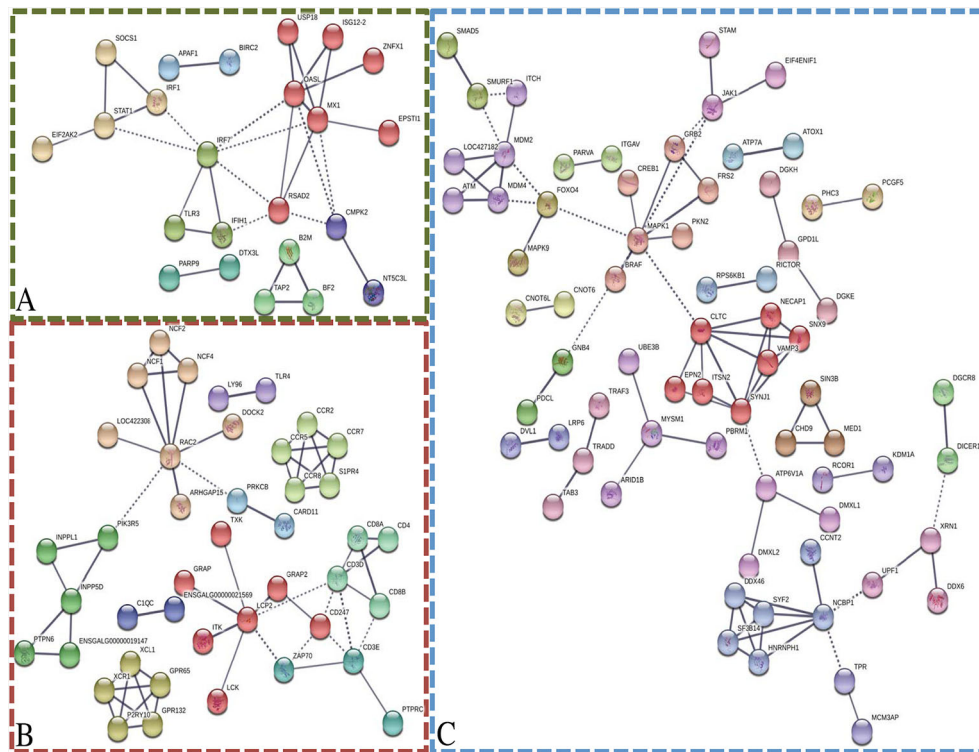 USP18
ISG12-2
SOCS1
APAF1
BIRC2
ZNFX1
OASL
IRF1
STAT1
MX1
EPSTI1
EIF2AK2
IRF7
RSAD2
TLR3
IFIH1
CMPK2
B2M
DTX3L
PARP9
TAP2
BF2
NT5C3L
A
NCF2
NCF1
NCF4
TLR4
LY96
DOCK2
CCR2
LOC422308
CCR7
CCR5
RAC2
S1PR4
CCR8
ARHGAP15
PRKCB
PIK3R5
CARD11
TXK
CD8A
CD4
INPPL1
CD3D
GRAP
GRAP2
INPP5D
ENSGALG00000021569
CD8B
C1QC
LCP2
CD247
ITK
PTPN6
ENSGALG00000019147
ZAP70
CD3E
XCL1
XCR1
GPR65
LCK
PTPRC
P2RY10
GPR132
B
STAM
SMAD5
EIF4ENIF1
SMURF1
ITCH
JAK1
GRB2
MDM2
LOC427182
PARVA
ITGAV
ATP7A
ATOX1
CREB1
FRS2
DGKH
ATM
MDM4
FOXO4
PHC3
PCGF5
MAPK1
PKN2
GPD1L
MAPK9
BRAF
RPS6KB1
RICTOR
CNOT6L
CNOT6
DGKE
NECAP1
CLTC
SNX9
GNB4
UBE3B
VAMP3
EPN2
ITSN2
SYNJ1
SIN3B
DGCR8
PDCL
TRAF3
DVL1
LRP6
MYSM1
PBRM1
CHD9
MED1
DICER1
TRADD
KDM1A
RCOR1
ATP6V1A
TAB3
ARID1B
DMXL1
XRN1
CCNT2
DMXL2
UPF1
DDX46
DDX6
SYF2
NCBP1
SF3B14
HNRNPH1
TPR
MCM3AP
C